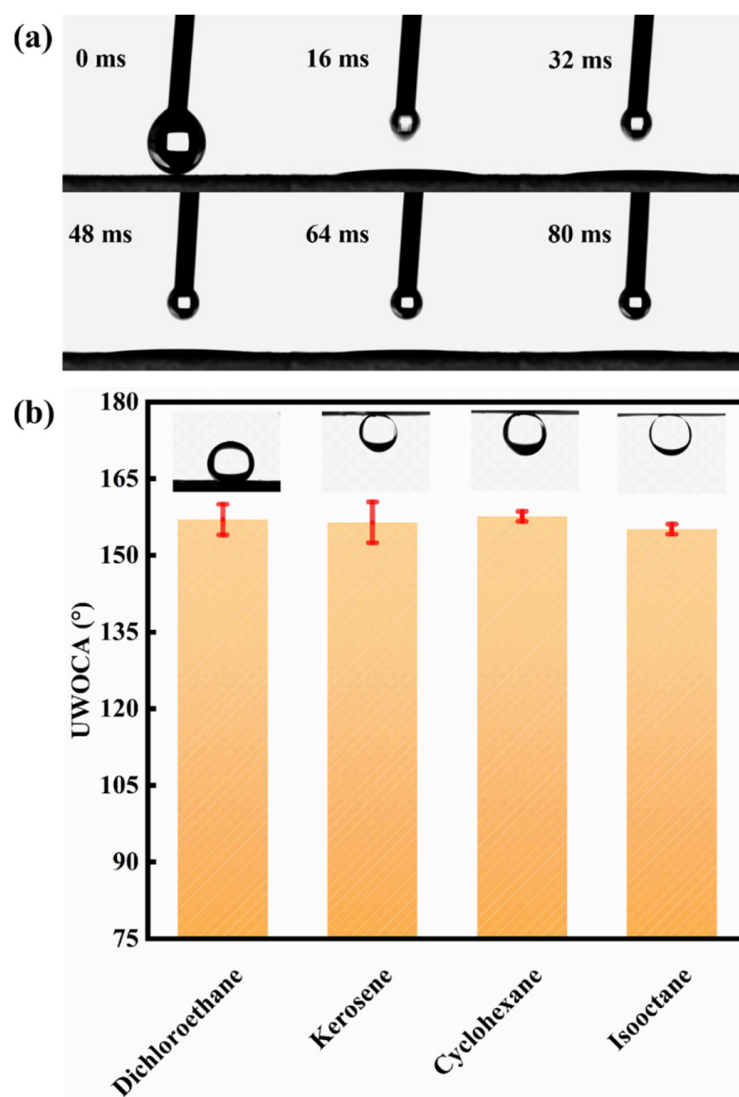 (a)
0 ms
16 ms
32 ms
48 ms
64 ms
80 ms
(b)
180
165
150
135
120
105
90
75
UWOCA (°)
Dichloroethane
Kerosene
Cyclohexane
Isooctane